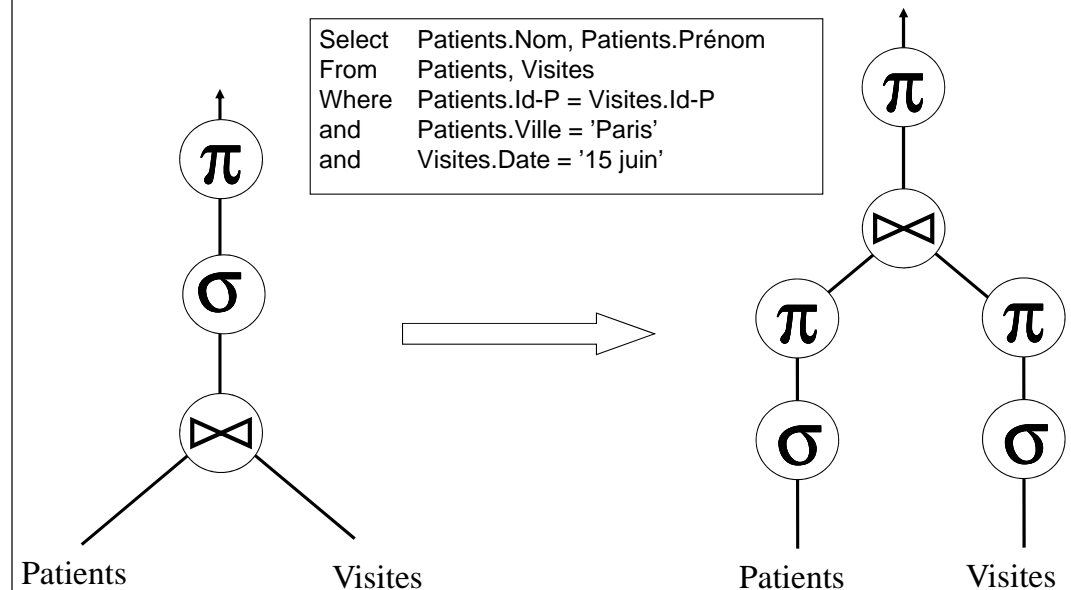 Select Patients.Nom, Patients.Prénom
From Patients, Visites
Where Patients.Id-P = Visites.Id-P
and Patients.Ville = ’Paris’
and Visites.Date = ’15 juin’
π
σ
⋈
Patients Visites
π
⋈
π π
σ σ
Patients Visites